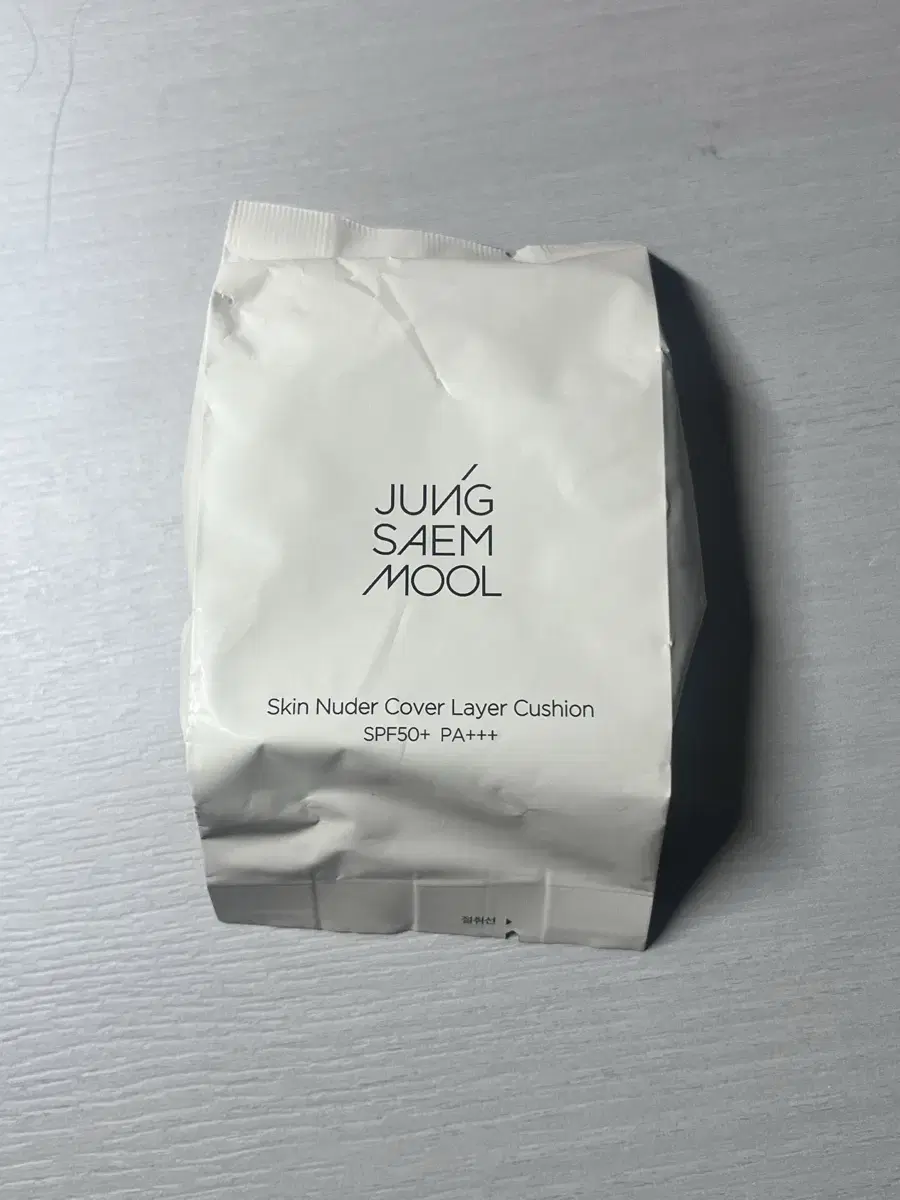 JUNG
SAEM
MOOL
Skin Nuder Cover Layer Cushion
SPF50+ PA+++
절취선 ▸